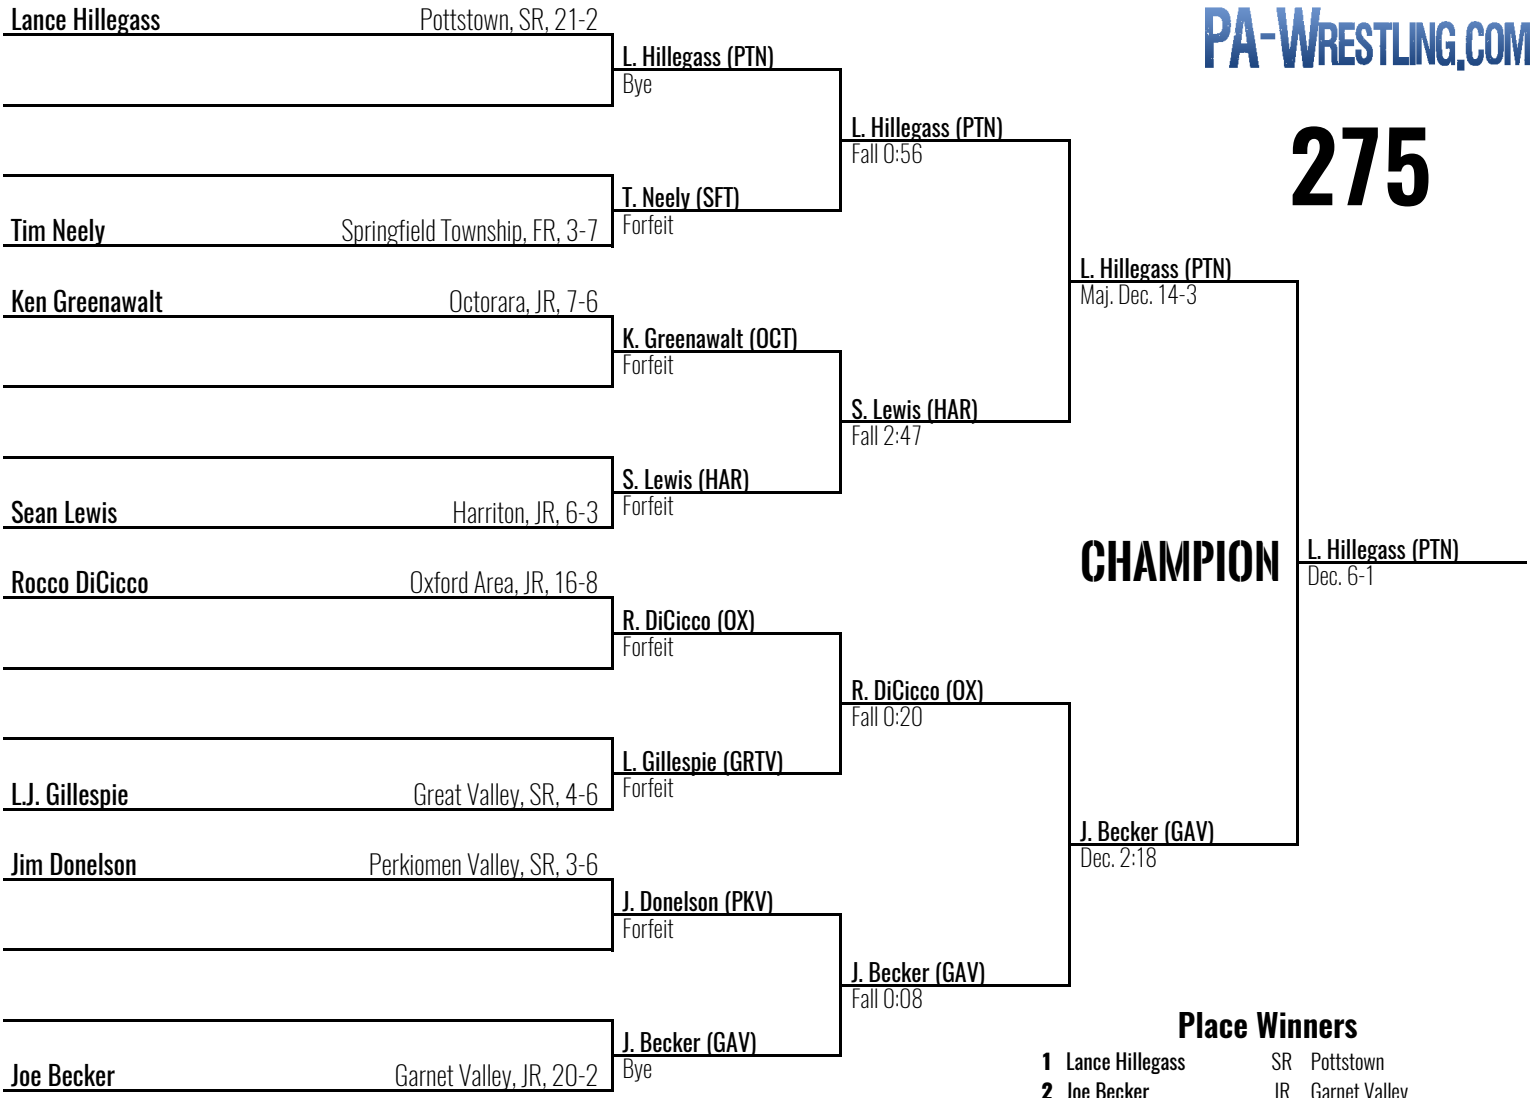 Lance Hillegass Pottstown, SR, 21-2
PA-WRESTLING.COM
L. Hillegass (PTN)
Bye
L. Hillegass (PTN)
Fall 0:56
275
T. Neely (SFT)
Forfeit
Tim Neely Springfield Township, FR, 3-7
L. Hillegass (PTN)
Maj. Dec. 14-3
Ken Greenawalt Octorara, JR, 7-6
K. Greenawalt (OCT)
Forfeit
S. Lewis (HAR)
Fall 2:47
S. Lewis (HAR)
Forfeit
Sean Lewis Harriton, JR, 6-3
CHAMPION
L. Hillegass (PTN)
Dec. 6-1
Rocco DiCicco Oxford Area, JR, 16-8
R. DiCicco (OX)
Forfeit
R. DiCicco (OX)
Fall 0:20
L. Gillespie (GRTV)
Forfeit
L.J. Gillespie Great Valley, SR, 4-6
J. Becker (GAV)
Dec. 2:18
Jim Donelson Perkiomen Valley, SR, 3-6
J. Donelson (PKV)
Forfeit
J. Becker (GAV)
Fall 0:08
J. Becker (GAV)
Bye
Joe Becker Garnet Valley, JR, 20-2
Place Winners
1 Lance Hillegass SR Pottstown
2 Joe Becker JR Garnet Valley